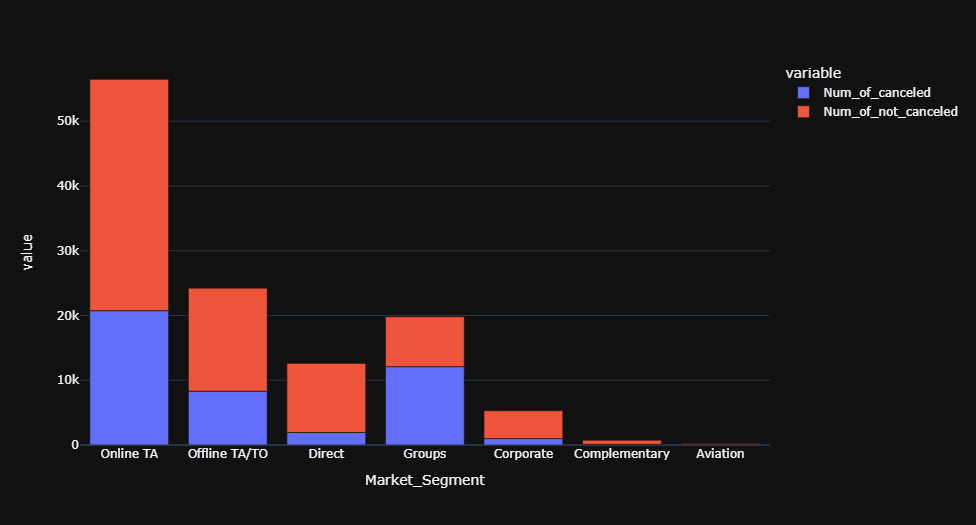 variable
Num_of_canceled
Num_of_not_canceled
50k
40k
30k
20k
10k
0
value
Online TA
Offline TA/TO
Direct
Groups
Corporate
Complementary
Aviation
Market_Segment